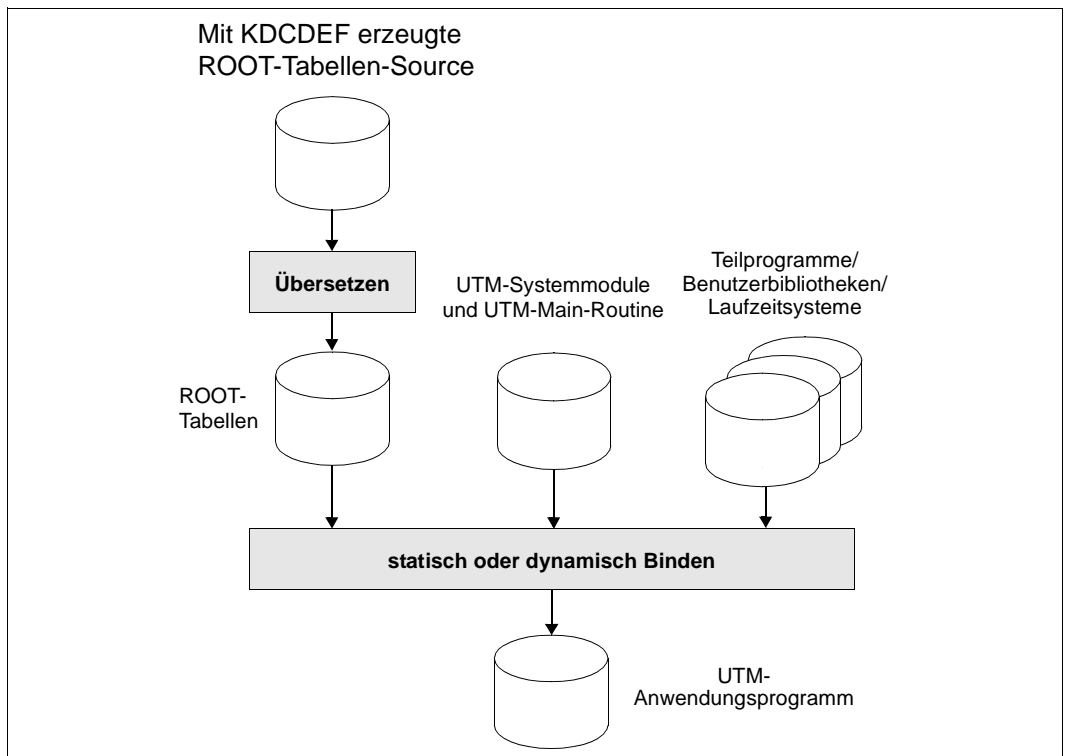 Mit KDCDEF erzeugte
ROOT-Tabellen-Source
Übersetzen
UTM-Systemmodule
und UTM-Main-Routine
Teilprogramme/
Benutzerbibliotheken/
Laufzeitsysteme
ROOT-
Tabellen
statisch oder dynamisch Binden
UTM-
Anwendungsprogramm